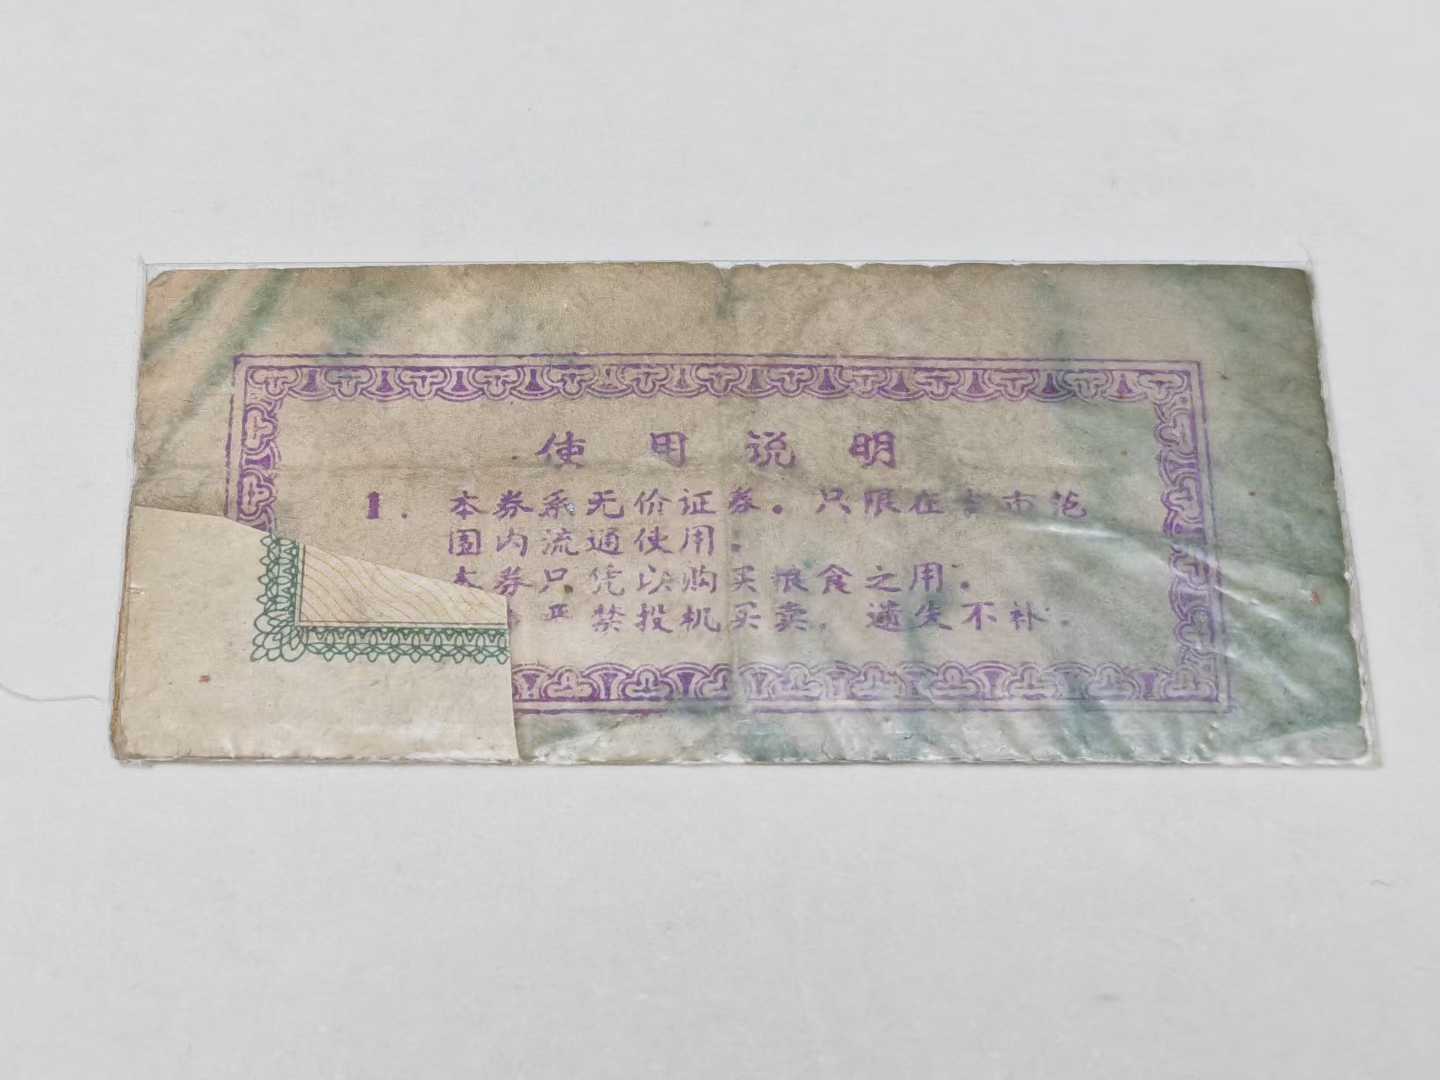 使用说明
1. 本券系无价证券。只限在 市范
围内流通使用。
本券只凭以购买粮食之用。
严禁投机买卖，遗失不补。